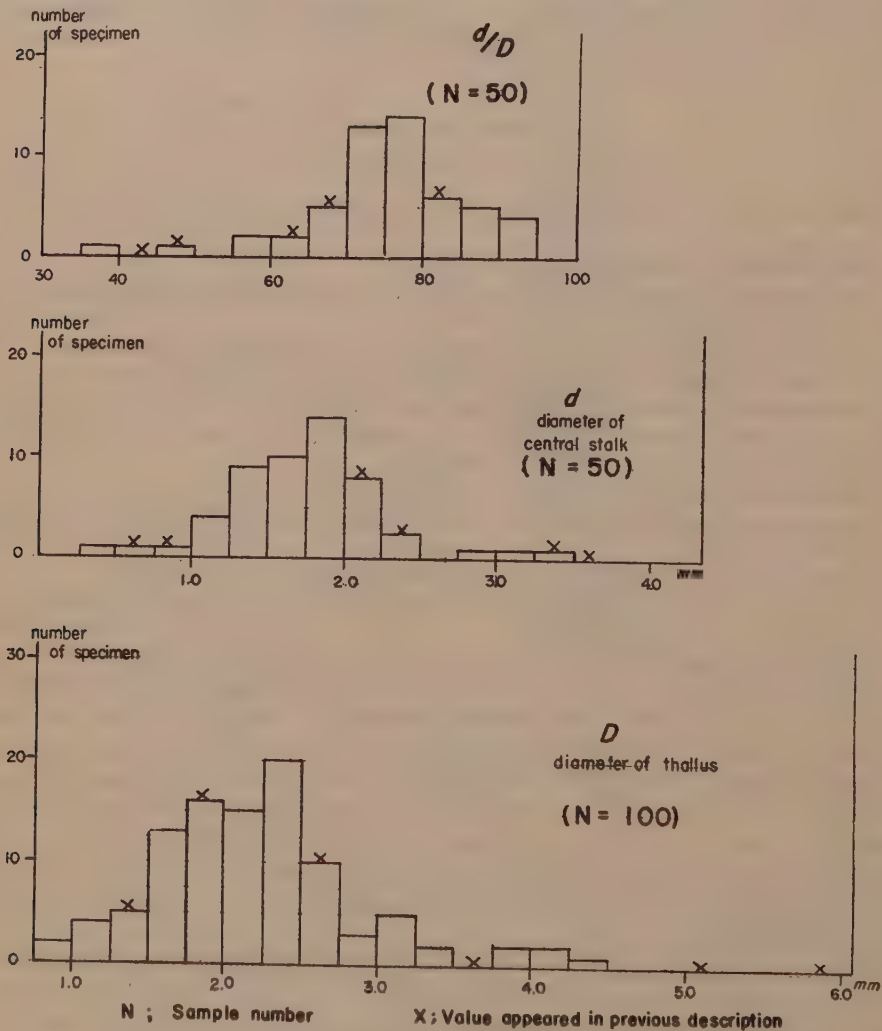 number
of specimen
20
10
0
d/D
(N = 50)
30 40 60 80 100
number
of specimen
20
10
0
d
diameter of
central stalk
(N = 50)
1.0 2.0 3.0 4.0 mm
number
of specimen
30
20
10
0
D
diameter of thallus
(N = 100)
1.0 2.0 3.0 4.0 5.0 6.0 mm
N ; Sample number X ; Value appeared in previous description